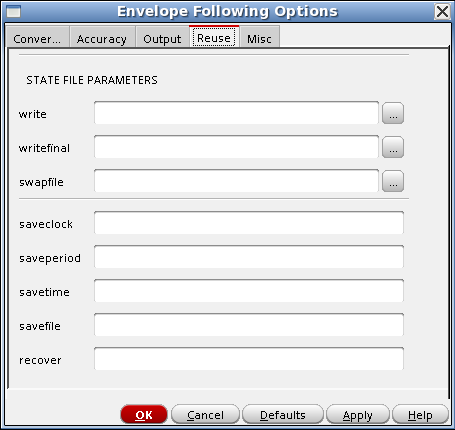 Envelope Following Options
Conver... Accuracy Output Reuse Misc
STATE FILE PARAMETERS
write ...
writefinal ...
swapfile ...
saveclock
saveperiod
savetime
savefile
recover
OK Cancel Defaults Apply Help